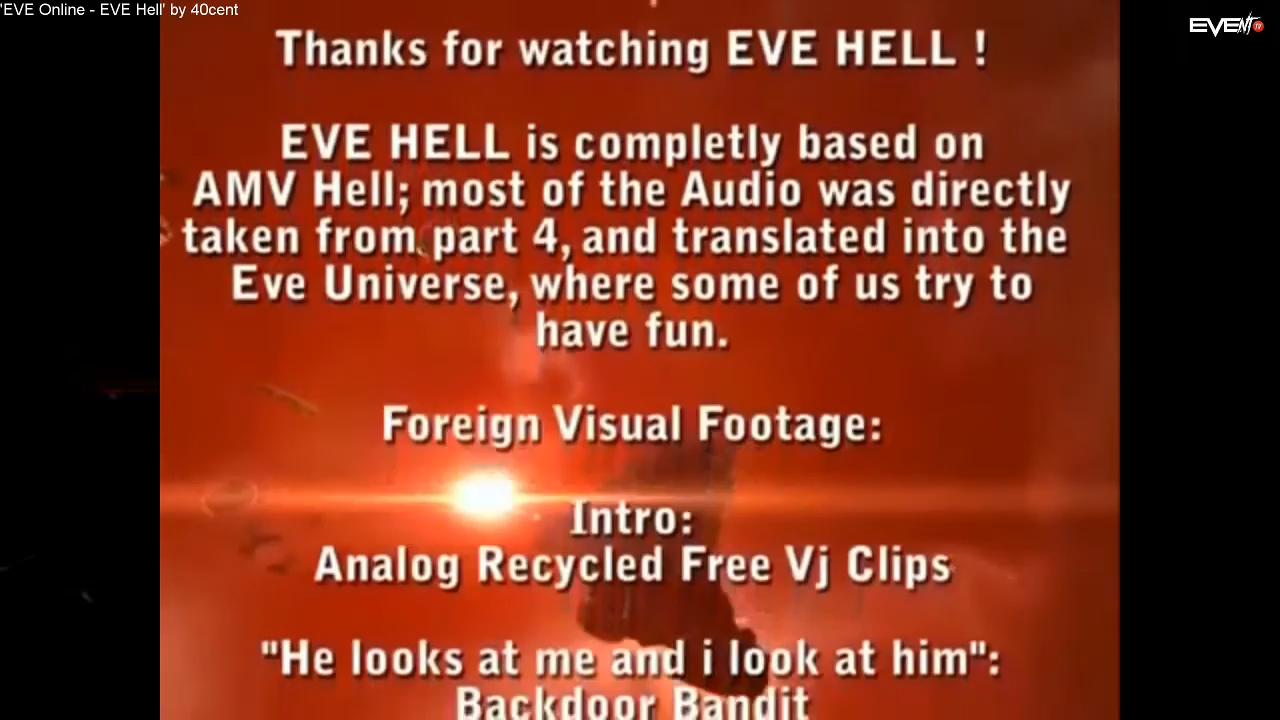 'EVE Online - EVE Hell' by 40cent
EVENT TV
Thanks for watching EVE HELL !
EVE HELL is completly based on
AMV Hell; most of the Audio was directly
taken from part 4, and translated into the
Eve Universe, where some of us try to
have fun.
Foreign Visual Footage:
Intro:
Analog Recycled Free Vj Clips
"He looks at me and i look at him":
Backdoor Bandit